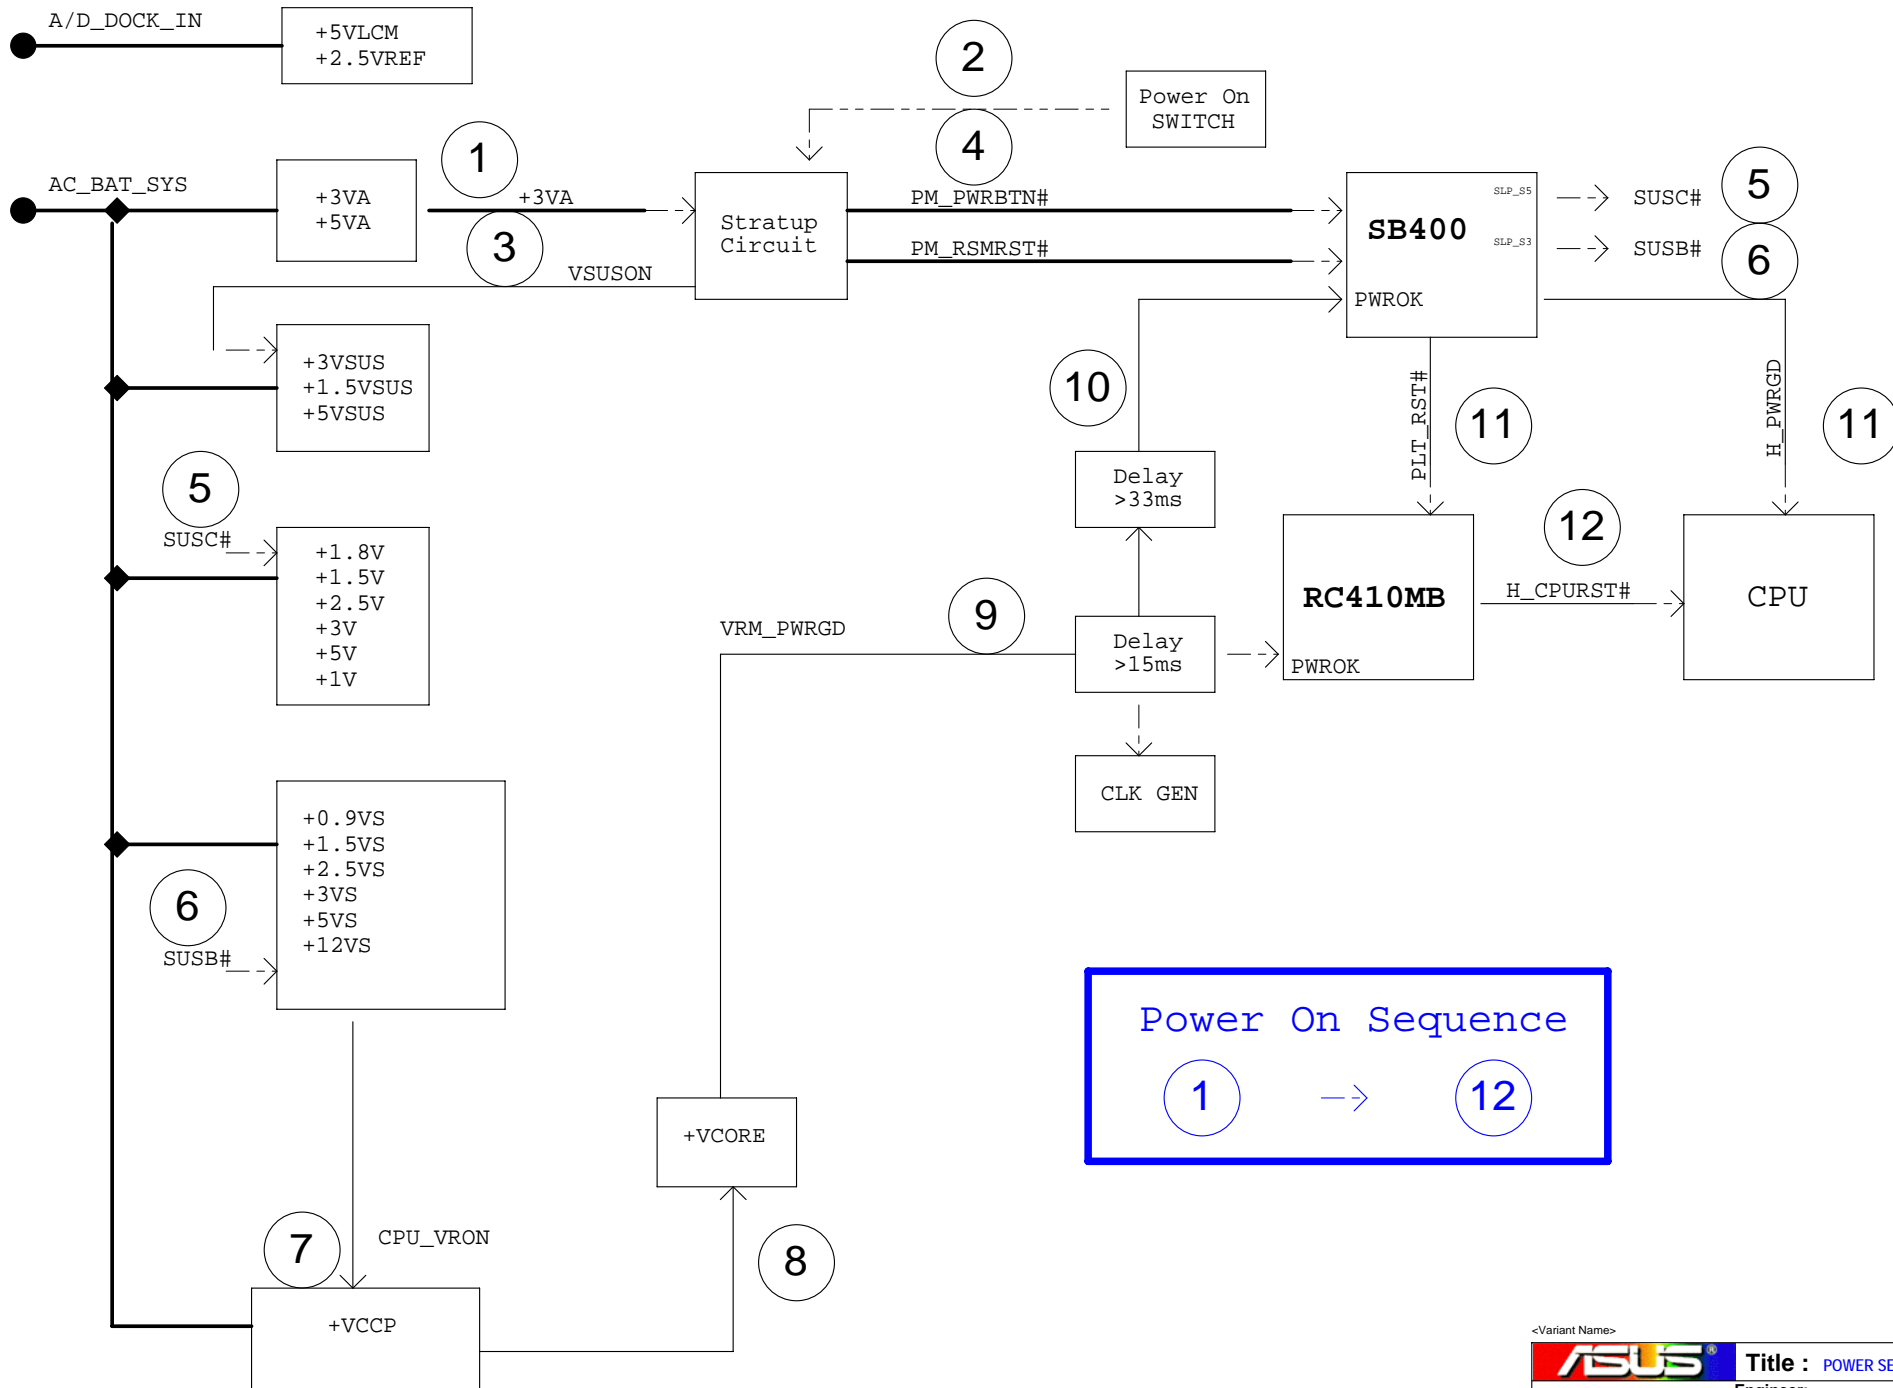 A/D_DOCK_IN
+5VLCM
+2.5VREF
2
Power On
SWITCH
4
1
AC_BAT_SYS
+3VA
+5VA
+3VA
3
VSUSON
Stratup
Circuit
PM_PWRBTN#
PM_RSMRST#
SB400
SLP_S5
SLP_S3
PWROK
SUSC#
5
SUSB#
6
+3VSUS
+1.5VSUS
+5VSUS
10
PLT_RST#
11
H_PWRGD
11
5
SUSC#
+1.8V
+1.5V
+2.5V
+3V
+5V
+1V
Delay
>33ms
12
RC410MB
PWROK
H_CPURST#
CPU
VRM_PWRGD
9
Delay
>15ms
CLK GEN
+0.9VS
+1.5VS
+2.5VS
+3VS
+5VS
+12VS
6
SUSB#
Power On Sequence
1
12
+VCORE
7
CPU_VRON
8
+VCCP
<Variant Name>
ASUS®
Title : POWER SE